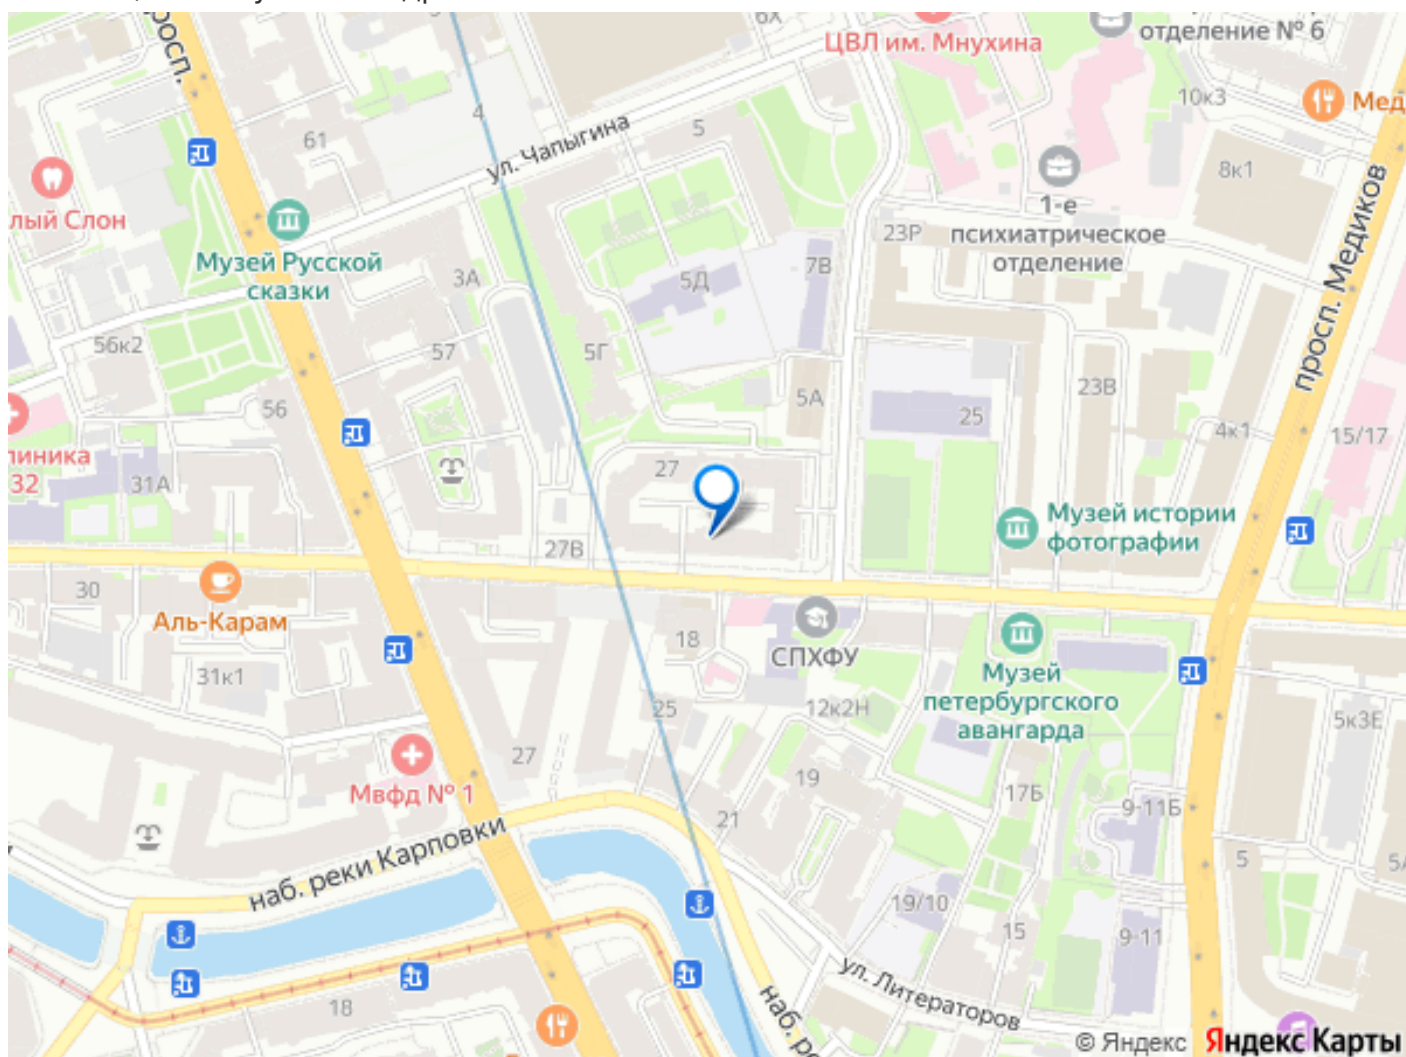 просп.
6Х
ЦВЛ им. Мнухина
отделение № 6
10к3
Мед
4
5
61
ул. Чапыгина
8к1
лый Слон
1-е
психиатрическое
отделение
23Р
Музей Русской
сказки
3А
5Д
7В
просп. Медиков
56к2
57
5Г
23В
5А
56
25
4к1
15/17
линика
32
31А
27
Музей истории
фотографии
27В
30
Аль-Карам
18
СПХФУ
31к1
Музей
петербургского
авангарда
25
12к2Н
5к3Е
27
19
Мвфд № 1
17Б
9-11Б
21
наб. реки Карповки
5
5А
19/10
15
9-11
ул. Литераторов
18
наб. ре
© Яндекс Яндекс Карты